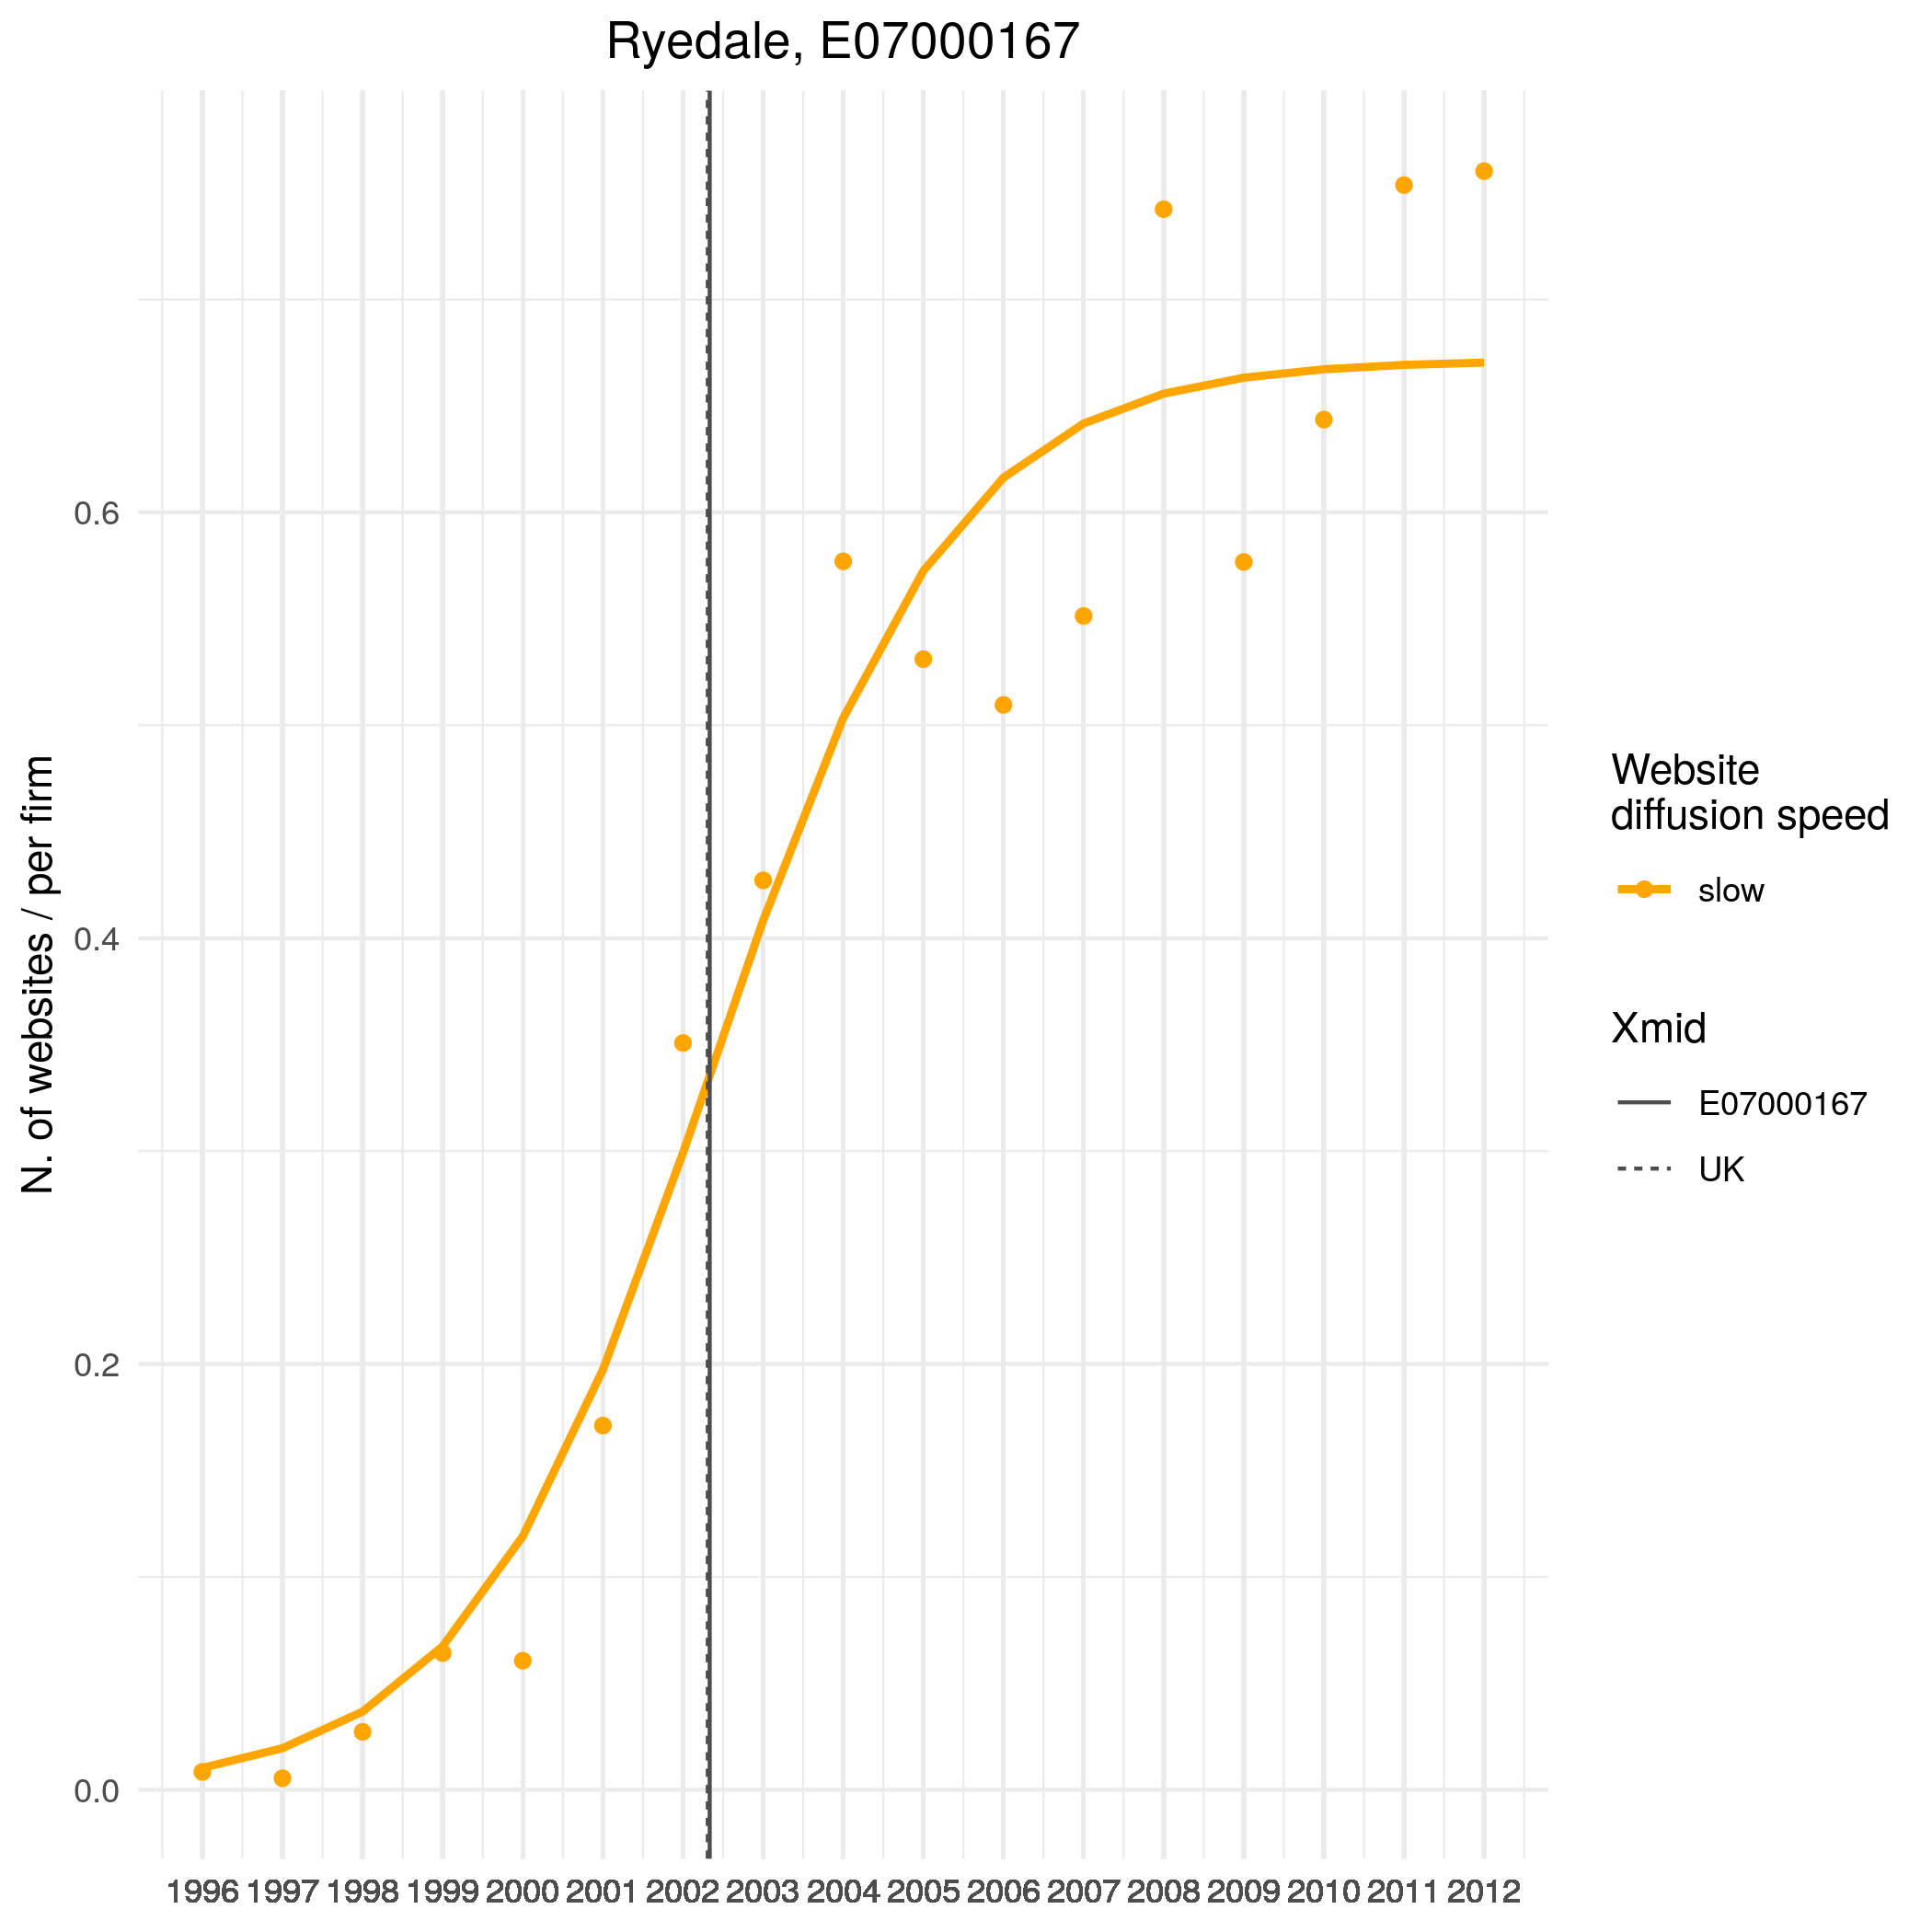 Ryedale, E07000167
N. of websites / per firm
0.6
0.4
0.2
0.0
1996 1997 1998 1999 2000 2001 2002 2003 2004 2005 2006 2007 2008 2009 2010 2011 2012
Website
diffusion speed
slow
Xmid
E07000167
UK